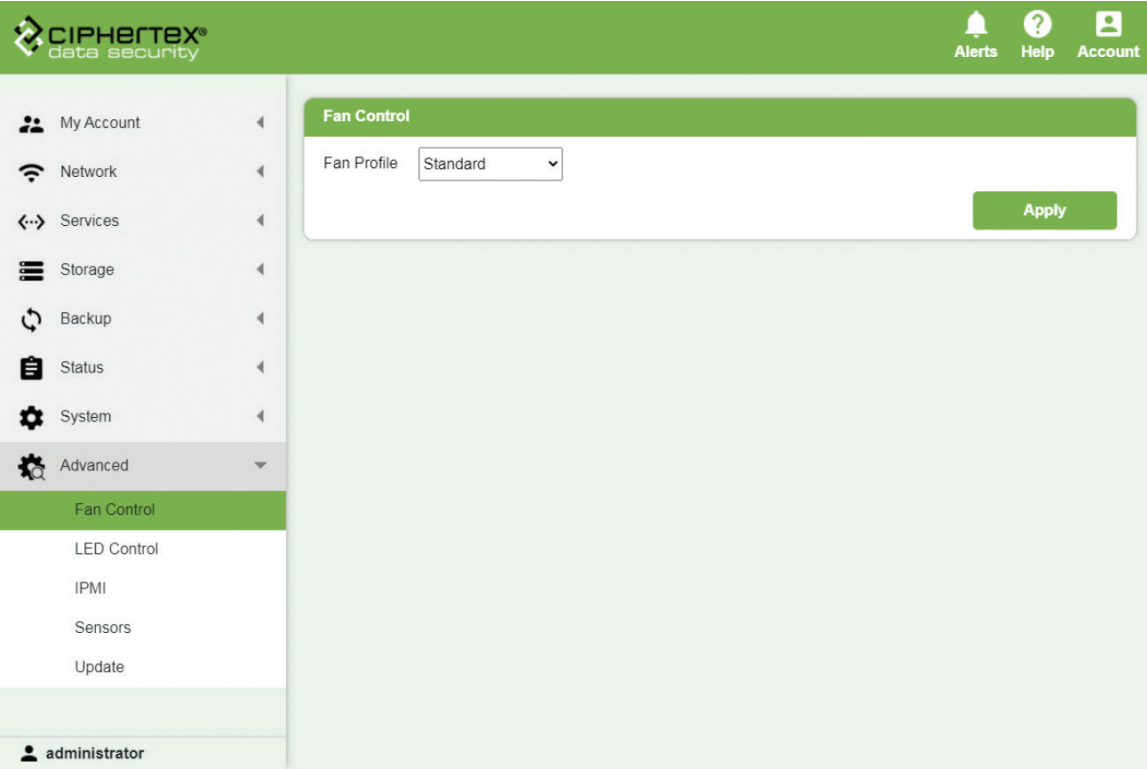 CIPHERTEX®
data security
Alerts Help Account
My Account
Network
Services
Storage
Backup
Status
System
Advanced
Fan Control
LED Control
IPMI
Sensors
Update
administrator
Fan Control
Fan Profile Standard
Apply